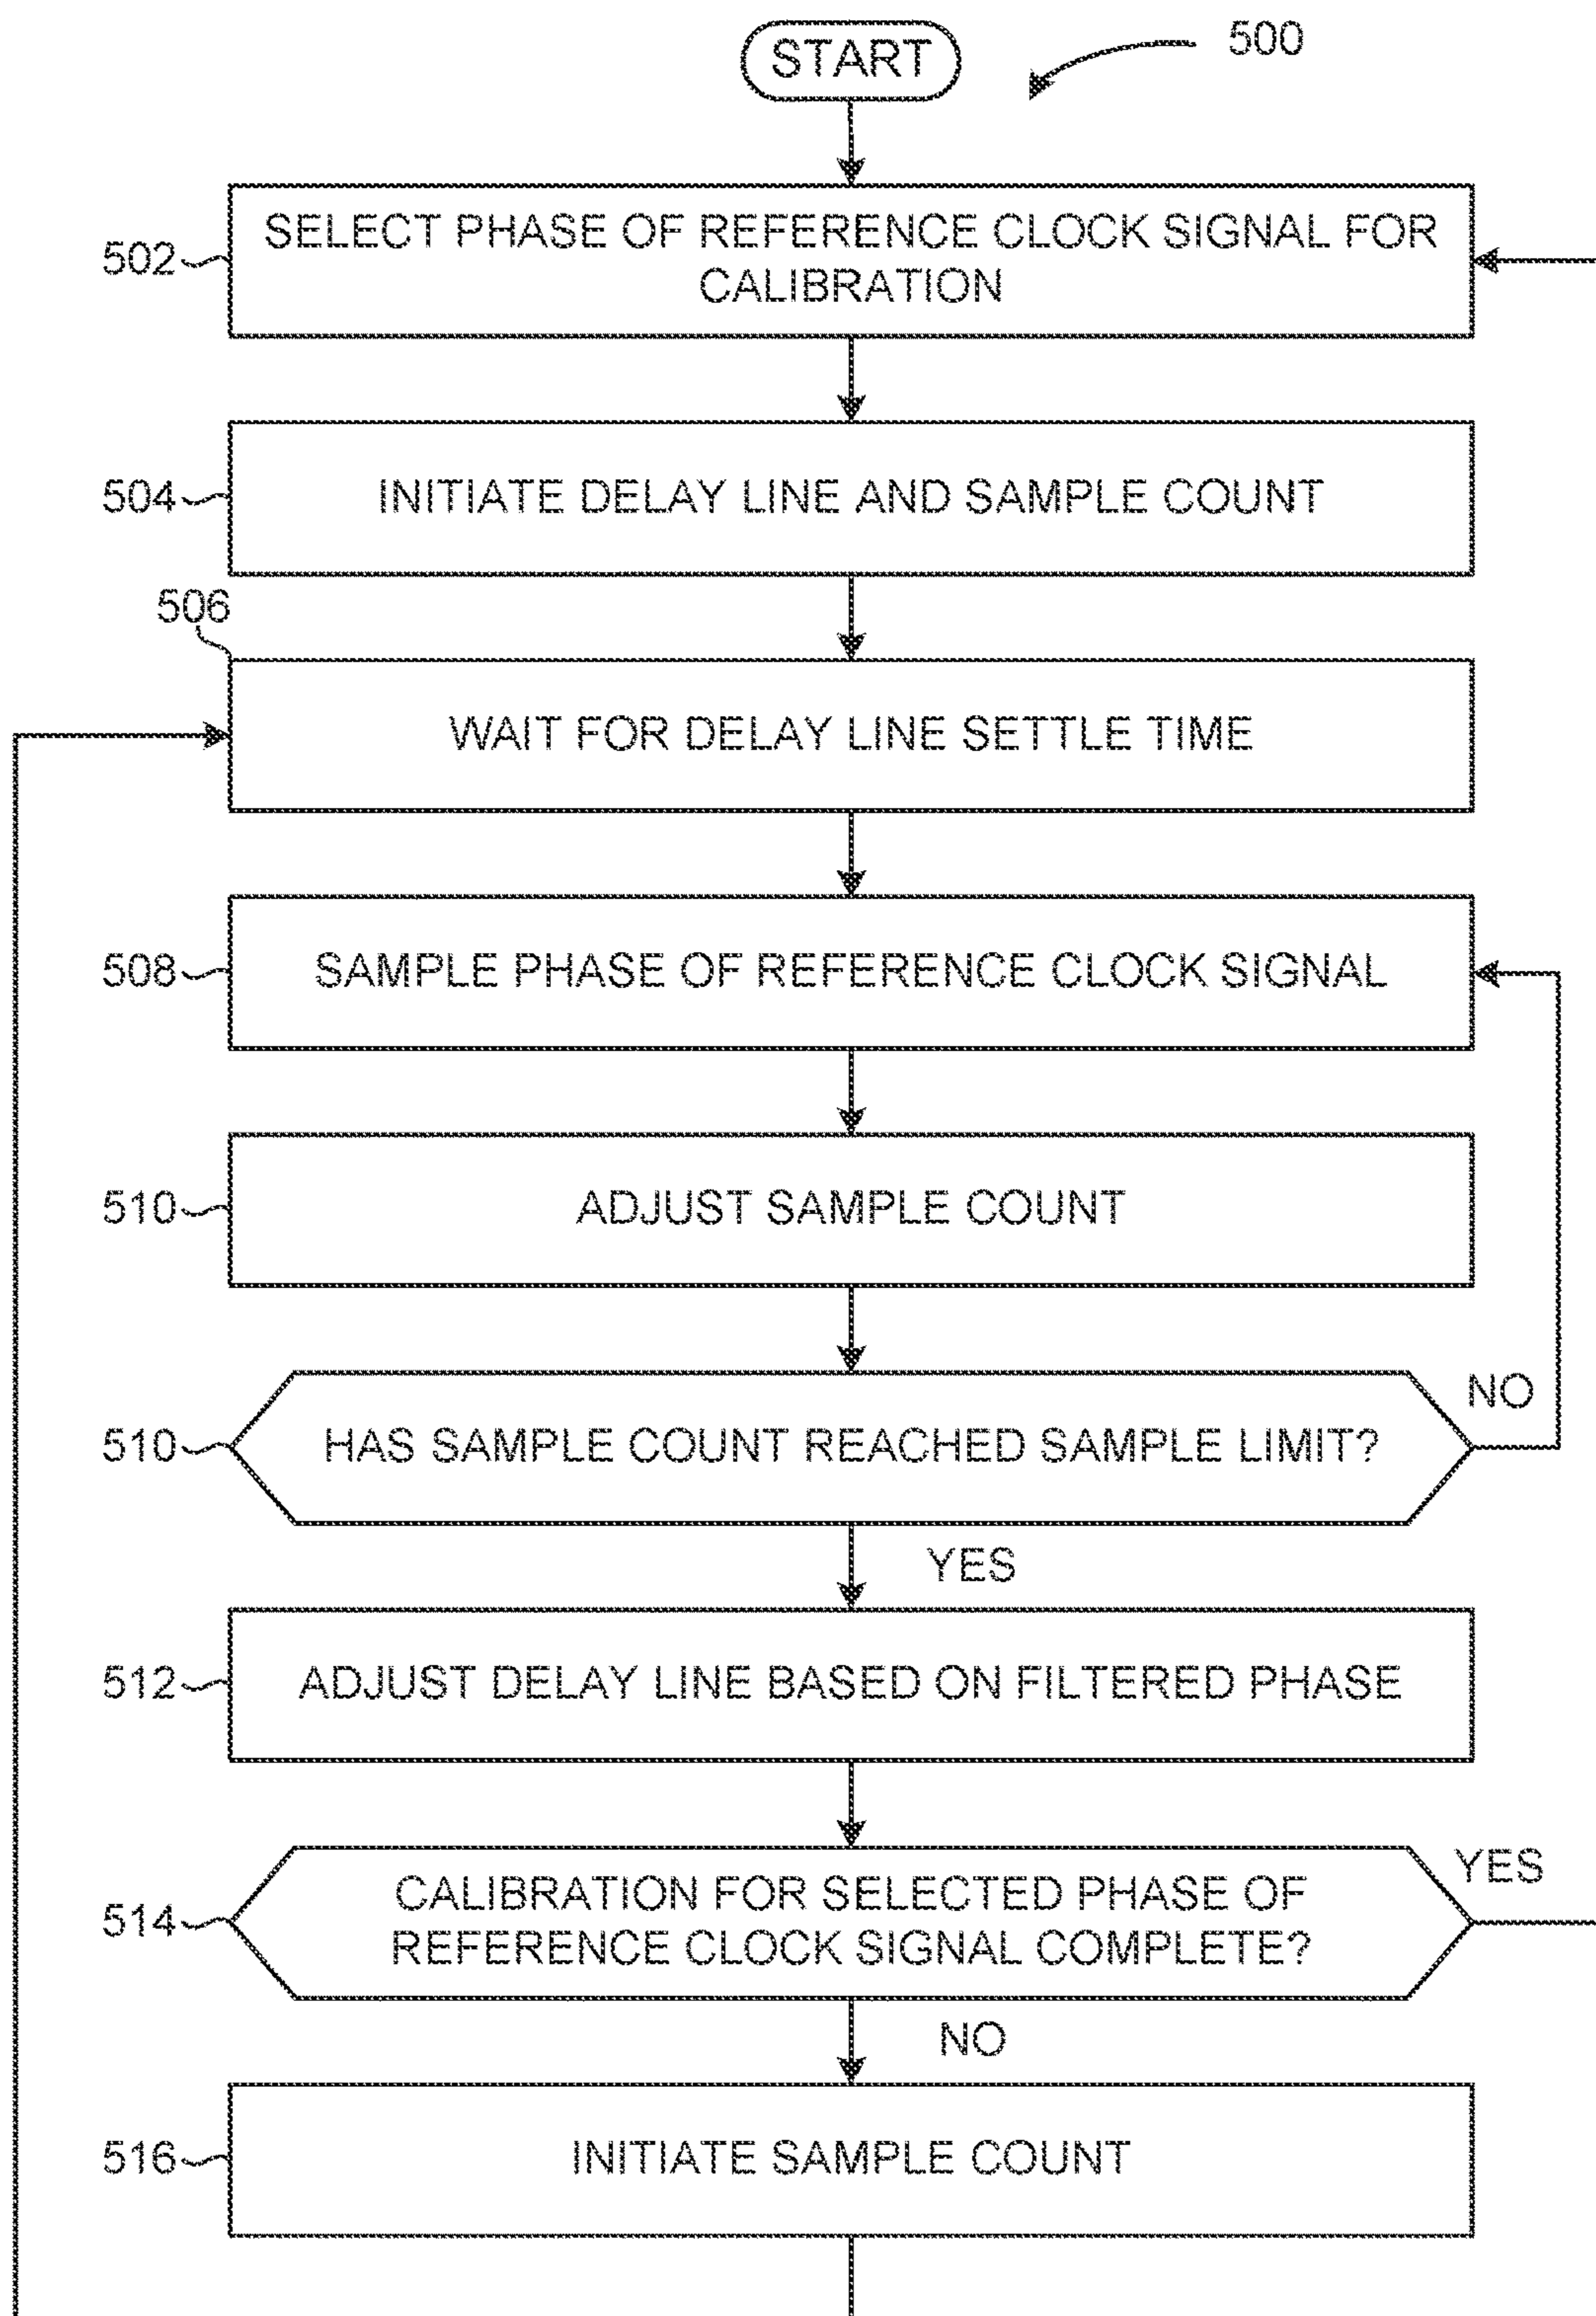 START
500
502
SELECT PHASE OF REFERENCE CLOCK SIGNAL FOR
CALIBRATION
504
INITIATE DELAY LINE AND SAMPLE COUNT
506
WAIT FOR DELAY LINE SETTLE TIME
508
SAMPLE PHASE OF REFERENCE CLOCK SIGNAL
510
ADJUST SAMPLE COUNT
510
HAS SAMPLE COUNT REACHED SAMPLE LIMIT?
NO
YES
512
ADJUST DELAY LINE BASED ON FILTERED PHASE
514
CALIBRATION FOR SELECTED PHASE OF
REFERENCE CLOCK SIGNAL COMPLETE?
YES
NO
516
INITIATE SAMPLE COUNT